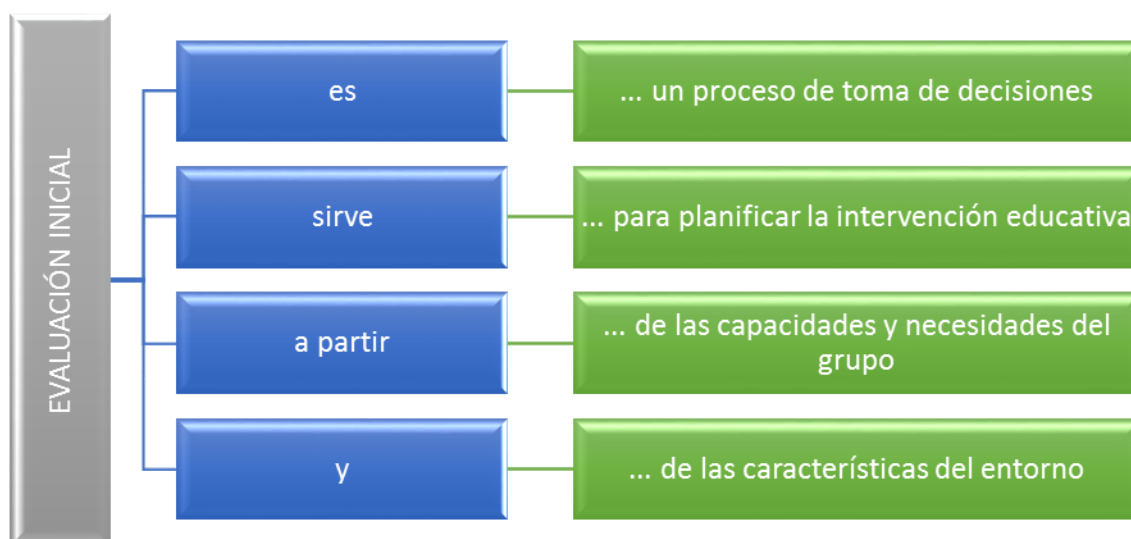 EVALUACIÓN INICIAL
es
... un proceso de toma de decisiones
sirve
... para planificar la intervención educativa
a partir
... de las capacidades y necesidades del
grupo
y
... de las características del entorno